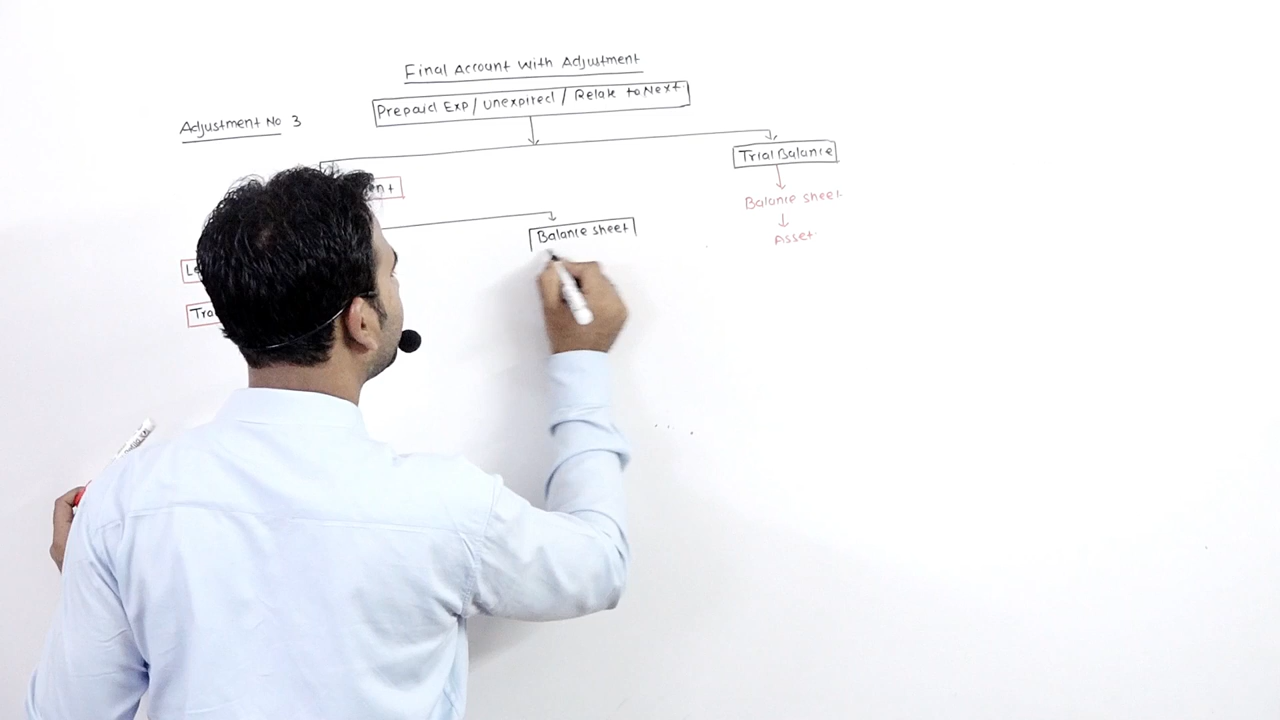 Final Account With Adjustment
Prepaid Exp/ Unexpired / Relate to Next.
Adjustment No 3
Trial Balance
Balance sheet.
Balance sheet
Asset.